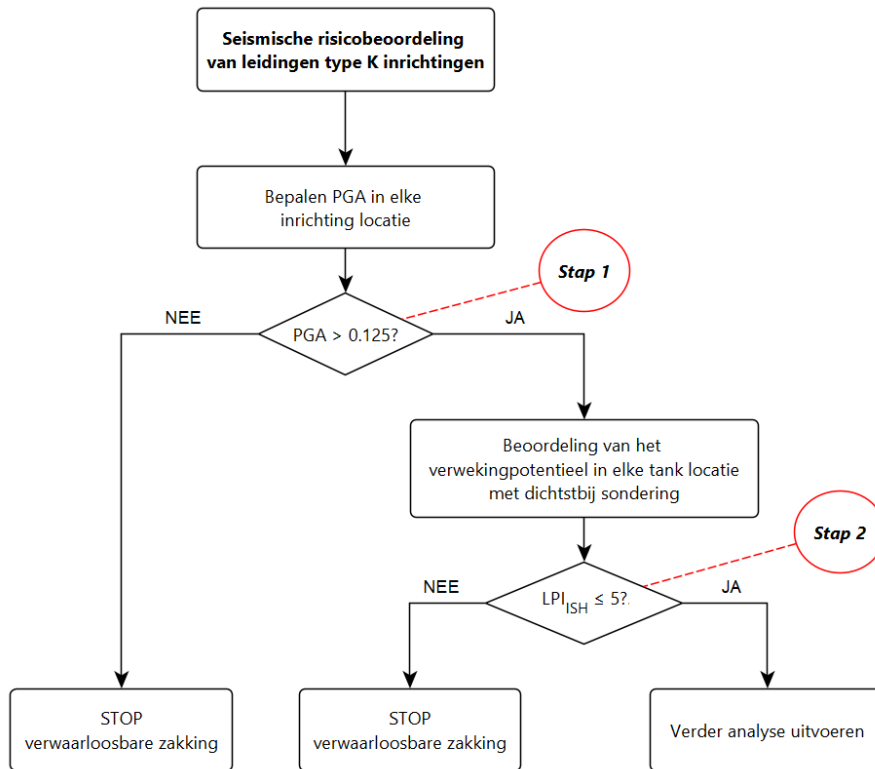 Seismische risicobeoordeling
van leidingen type K inrichtingen
Bepalen PGA in elke
inrichting locatie
Stap 1
NEE
PGA > 0.125?
JA
Beoordeling van het
verwekingpotentieel in elke tank locatie
met dichtstbij sondering
Stap 2
NEE
LPI_ISH ≤ 5?
JA
STOP
verwaarloosbare zakking
STOP
verwaarloosbare zakking
Verder analyse uitvoeren